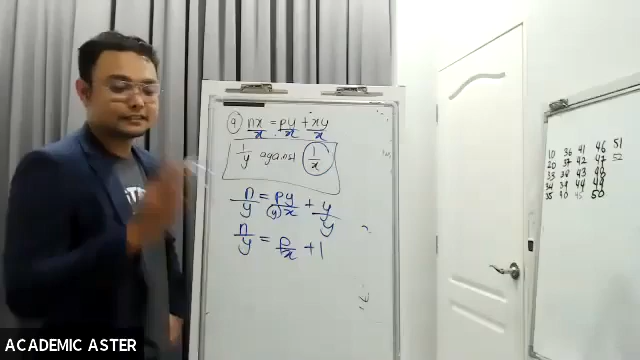 9 nx/x = py/x + xy/x
1/y against 1/x
n/y = py/(y)x + y/y
n/y = p/x + 1
10 36 41 46 51
20 37 42 47 52
33 38 43 48
34 39 44 49
35 40 45 50
ACADEMIC ASTER